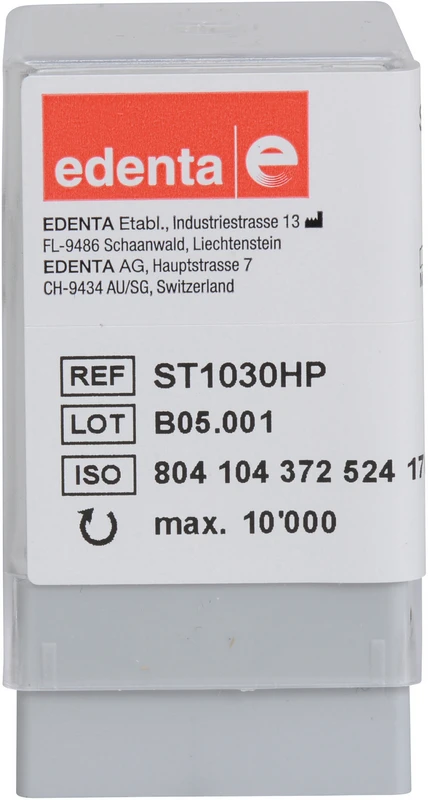 edenta e
EDENTA Etabl., Industriestrasse 13
FL-9486 Schaanwald, Liechtenstein
EDENTA AG, Hauptstrasse 7
CH-9434 AU/SG, Switzerland
REF ST1030HP
LOT B05.001
ISO 804 104 372 524 17
max. 10'000